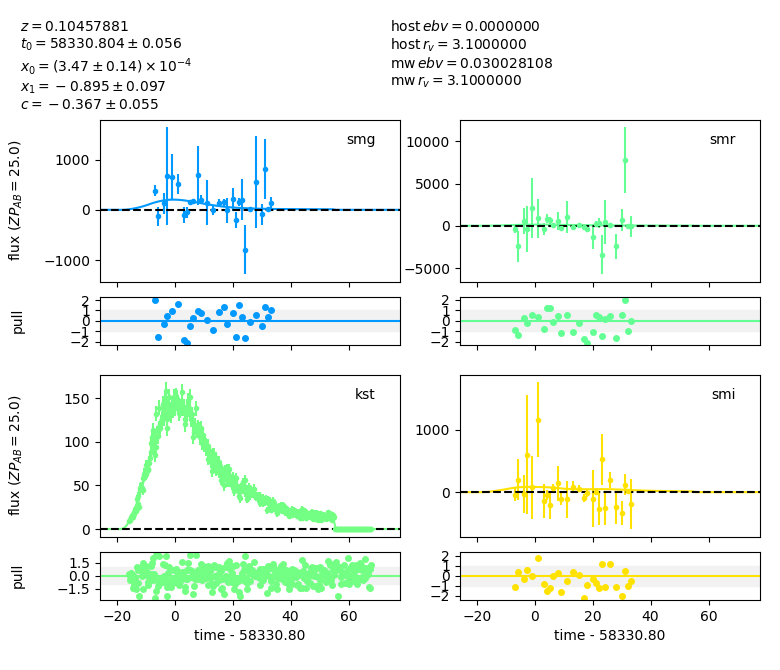 z = 0.10457881
t0 = 58330.804 ± 0.056
x0 = (3.47 ± 0.14) × 10^−4
x1 = −0.895 ± 0.097
c = −0.367 ± 0.055
host ebv = 0.0000000
host rv = 3.1000000
mw ebv = 0.030028108
mw rv = 3.1000000
flux (ZP_AB = 25.0)
1000
0
−1000
smg
10000
5000
0
−5000
smr
pull
2
1
0
−1
−2
2
1
0
−1
−2
flux (ZP_AB = 25.0)
150
100
50
0
kst
1000
0
smi
pull
1.5
0.0
−1.5
2
1
0
−1
−2
−20 0 20 40 60
−20 0 20 40 60
time - 58330.80
time - 58330.80